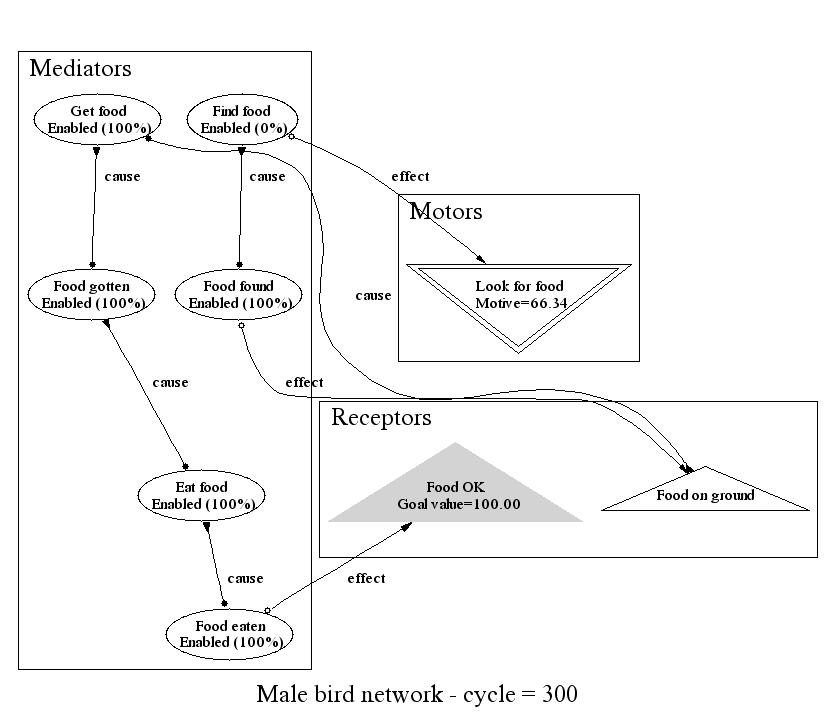 Mediators
Get food
Enabled (100%)
Find food
Enabled (0%)
cause
cause
effect
Motors
Look for food
Motive=66.34
Food gotten
Enabled (100%)
Food found
Enabled (100%)
cause
cause
effect
Receptors
Food OK
Goal value=100.00
Food on ground
Eat food
Enabled (100%)
cause
effect
Food eaten
Enabled (100%)
Male bird network - cycle = 300